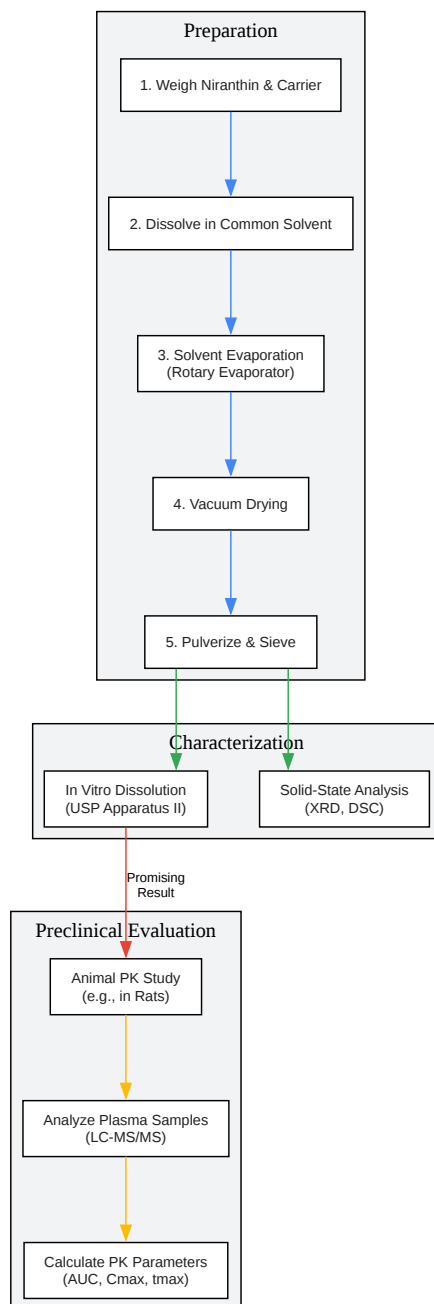 Preparation
1. Weigh Niranthin & Carrier
2. Dissolve in Common Solvent
3. Solvent Evaporation
(Rotary Evaporator)
4. Vacuum Drying
5. Pulverize & Sieve
Characterization
In Vitro Dissolution
(USP Apparatus II)
Solid-State Analysis
(XRD, DSC)
Promising
Result
Preclinical Evaluation
Animal PK Study
(e.g., in Rats)
Analyze Plasma Samples
(LC-MS/MS)
Calculate PK Parameters
(AUC, Cmax, tmax)